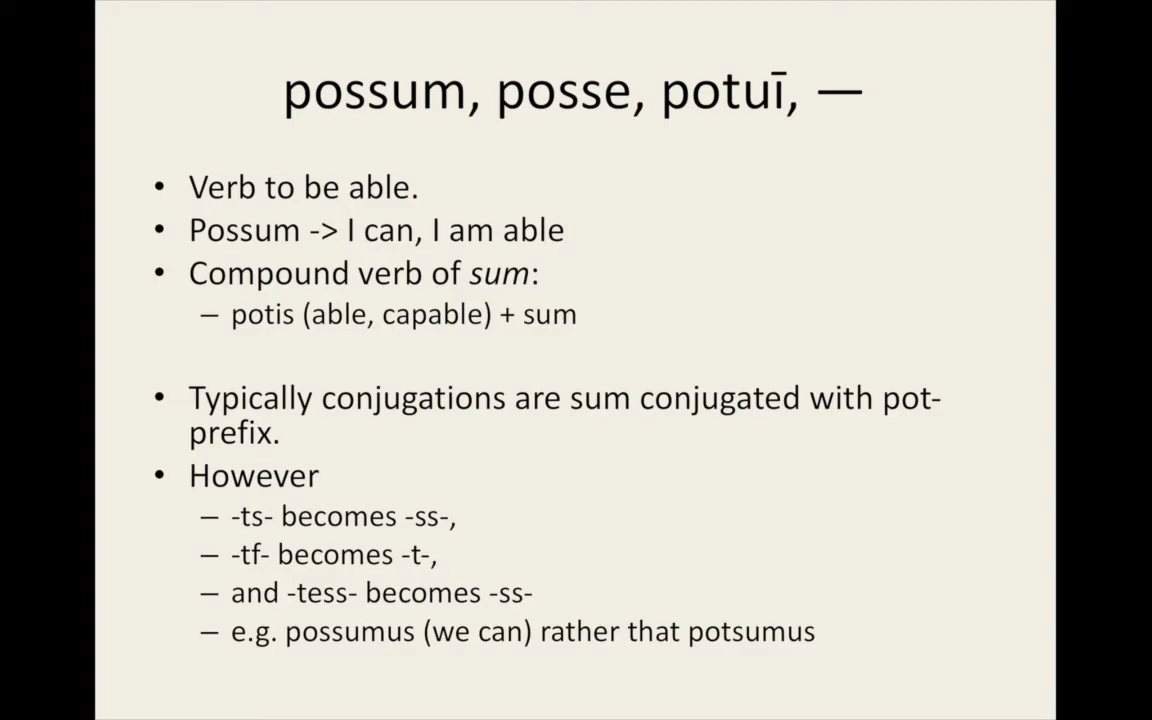 possum, posse, potuī, —
• Verb to be able.
• Possum -> I can, I am able
• Compound verb of sum:
– potis (able, capable) + sum
• Typically conjugations are sum conjugated with pot-
prefix.
• However
– -ts- becomes -ss-,
– -tf- becomes -t-,
– and -tess- becomes -ss-
– e.g. possumus (we can) rather that potsumus